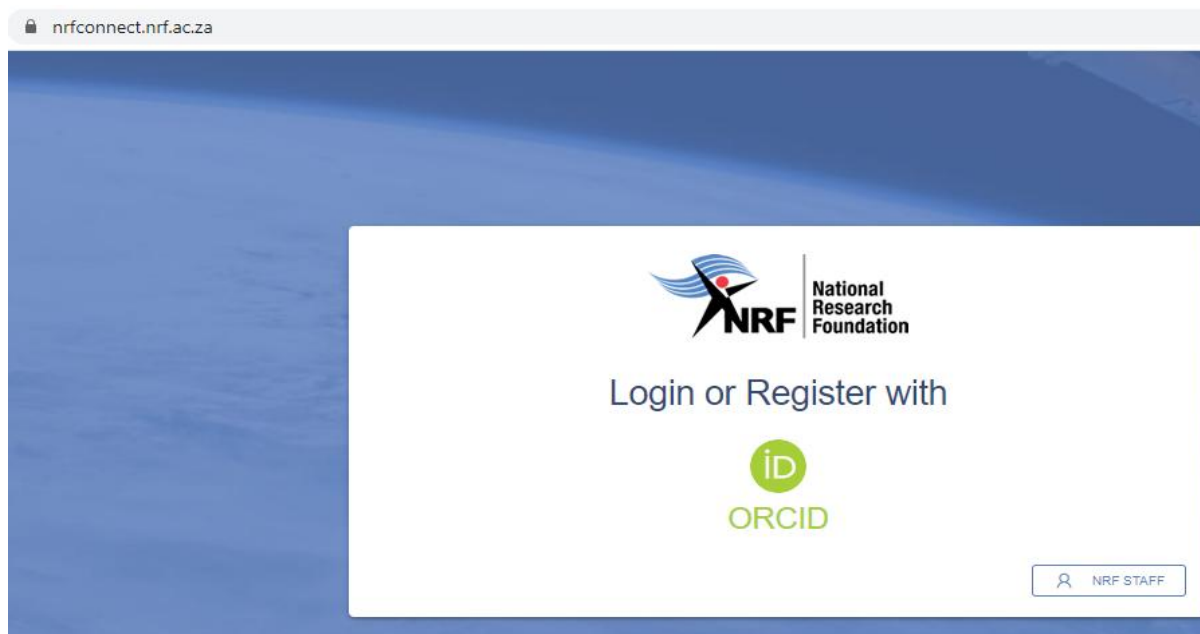 nrfconnect.nrf.ac.za
NRF
National
Research
Foundation
Login or Register with
iD
ORCID
NRF STAFF